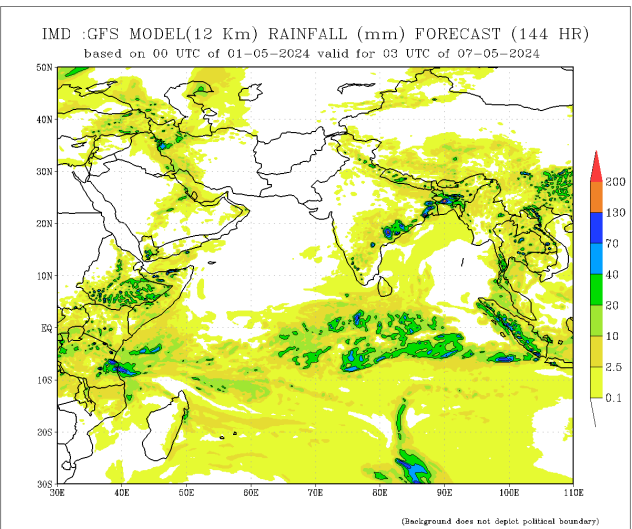 IMD :GFS MODEL(12 Km) RAINFALL (mm) FORECAST (144 HR)
based on 00 UTC of 01-05-2024 valid for 03 UTC of 07-05-2024
50N
40N
30N
20N
10N
EQ
10S
20S
30S
30E 40E 50E 60E 70E 80E 90E 100E 110E
200
130
70
40
20
10
2.5
0.1
(Background does not depict political boundary)